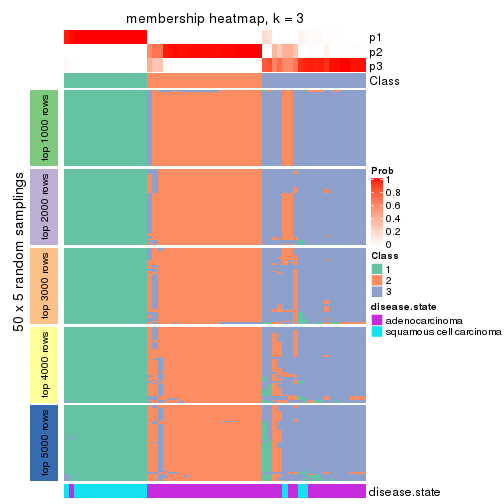 membership heatmap, k = 3
p1
p2
p3
Class
50 x 5 random samplings
top 1000 rows
top 2000 rows
top 3000 rows
top 4000 rows
top 5000 rows
Prob
1
0.8
0.6
0.4
0.2
0
Class
1
2
3
disease.state
adenocarcinoma
squamous cell carcinoma
disease.state